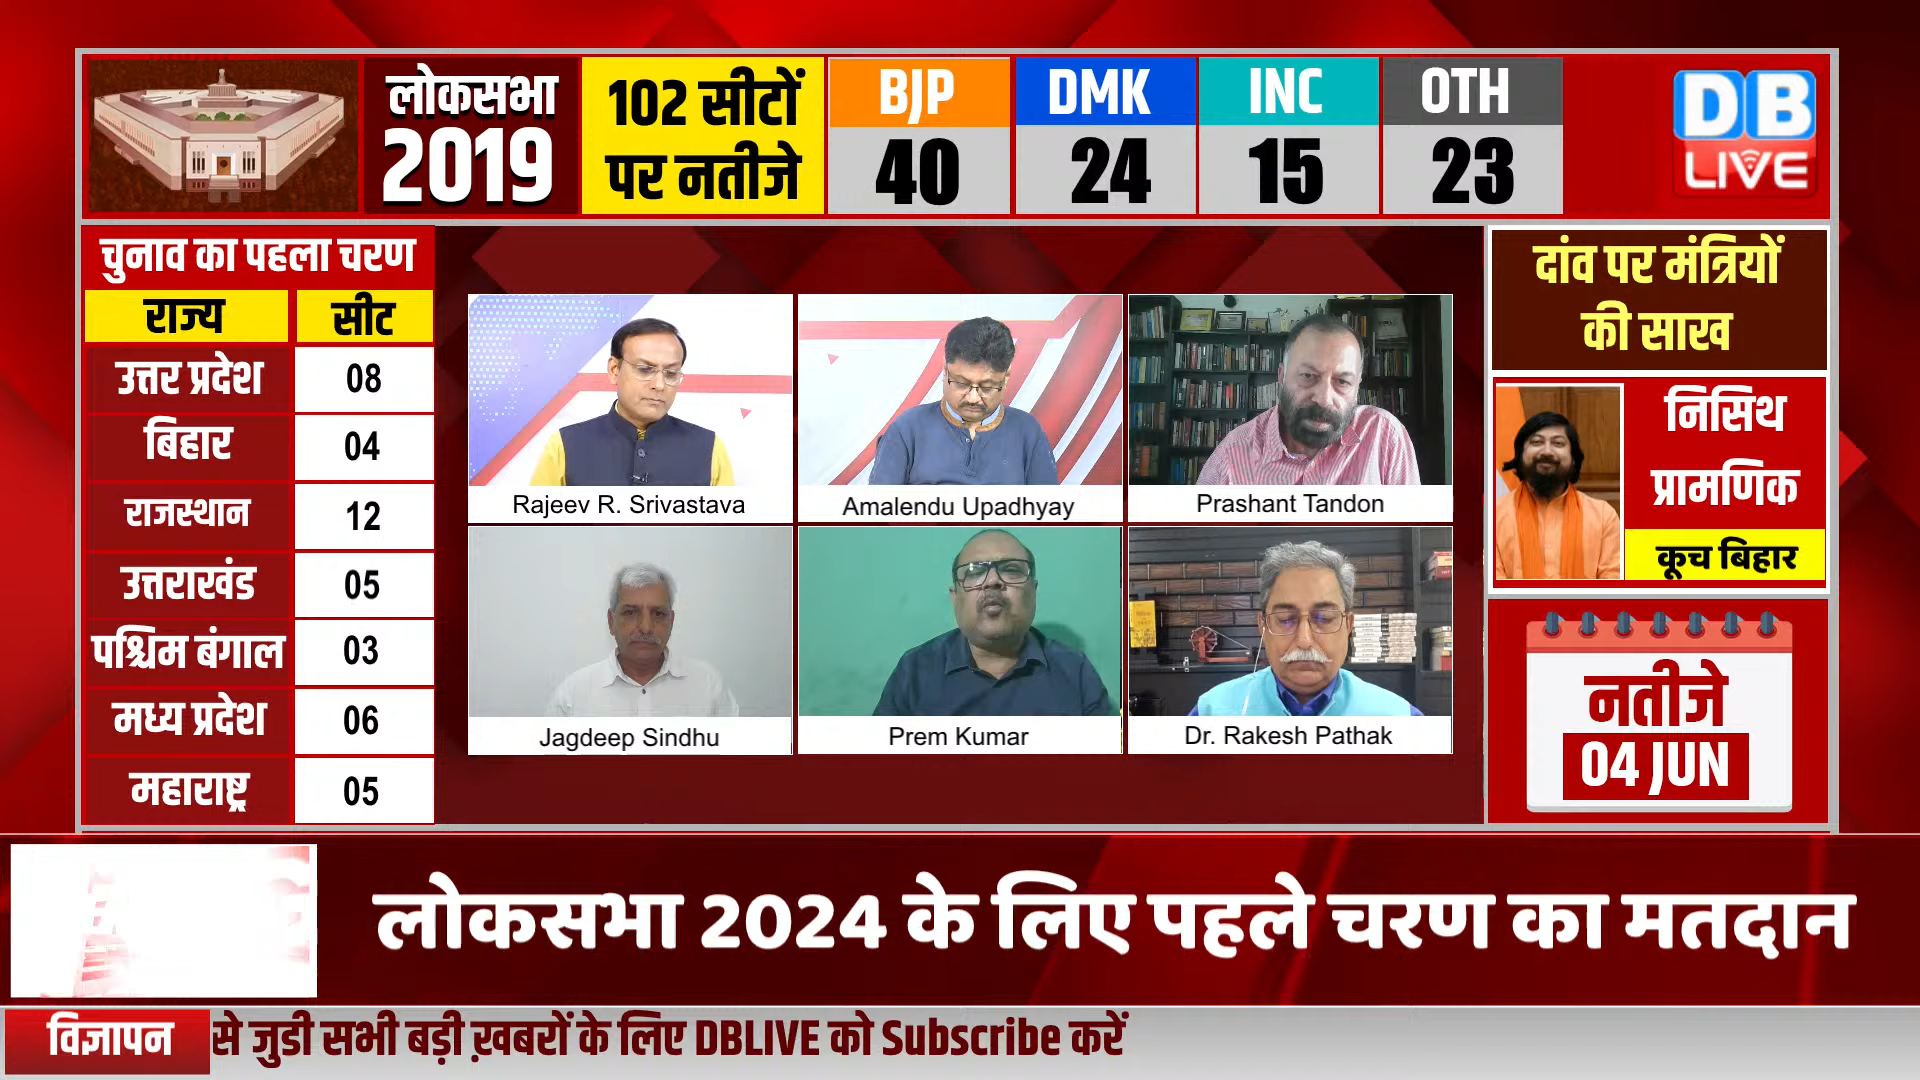 लोकसभा
2019
102 सीटों
पर नतीजे
BJP
40
DMK
24
INC
15
OTH
23
DB
LIVE
चुनाव का पहला चरण
राज्य सीट
उत्तर प्रदेश 08
बिहार 04
राजस्थान 12
उत्तराखंड 05
पश्चिम बंगाल 03
मध्य प्रदेश 06
महाराष्ट्र 05
Rajeev R. Srivastava
Amalendu Upadhyay
Prashant Tandon
Jagdeep Sindhu
Prem Kumar
Dr. Rakesh Pathak
दांव पर मंत्रियों
की साख
निसिथ
प्रामणिक
कूच बिहार
नतीजे
04 JUN
लोकसभा 2024 के लिए पहले चरण का मतदान
विज्ञापन
से जुडी सभी बड़ी ख़बरों के लिए DBLIVE को Subscribe करें